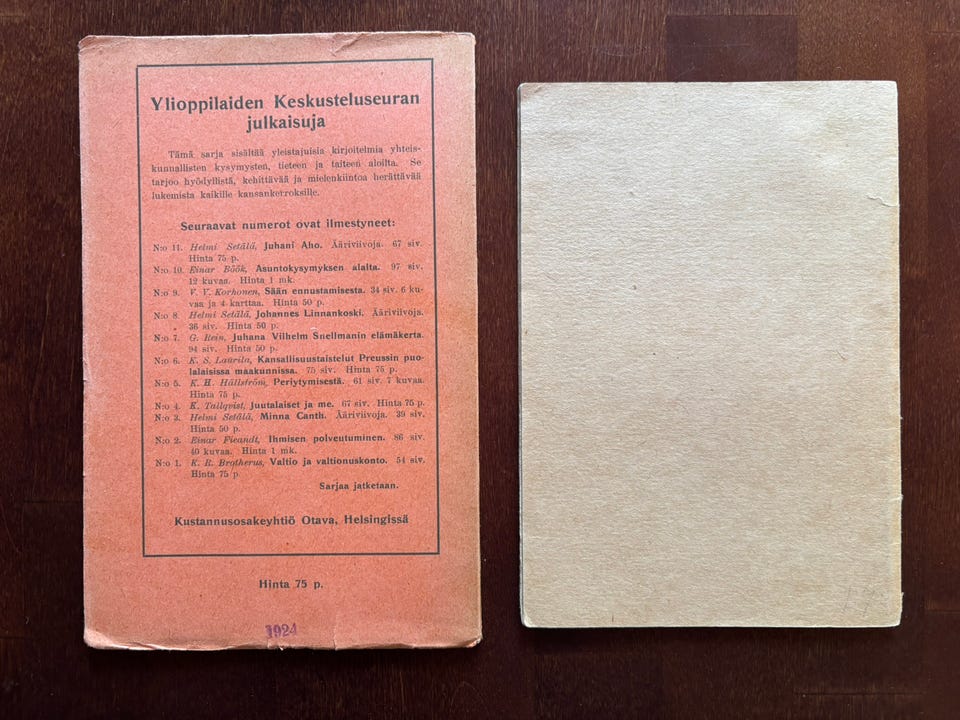 Ylioppilaiden Keskusteluseuran
julkaisuja
Tämä sarja sisältää yleistajuisia kirjoitelmia yhteis-
kunnallisten kysymysten, tieteen ja taiteen aloilta. Se
tarjoo hyödyllistä, kehittävää ja mielenkiintoa herättävää
lukemista kaikille kansankerroksille.
Seuraavat numerot ovat ilmestyneet:
N:o 11. Helmi Setälä, Juhani Aho. Ääriviivoja. 67 siv.
Hinta 75 p.
N:o 10. Einar Böök, Asuntokysymyksen alalta. 97 siv.
12 kuvaa. Hinta 1 mk.
N:o 9. V. V. Korhonen, Sään ennustamisesta. 34 siv. 6 ku-
vaa ja 4 karttaa. Hinta 50 p.
N:o 8. Helmi Setälä, Johannes Linnankoski. Ääriviivoja.
36 siv. Hinta 50 p.
N:o 7. G. Rein, Juhana Vilhelm Snellmanin elämäkerta.
94 siv. Hinta 50 p.
N:o 6. K. S. Laurila, Kansallisuustaistelut Preussin puo-
lalaisissa maakunnissa. 75 siv. Hinta 75 p.
N:o 5. K. H. Hällström, Periytymisestä. 61 siv. 7 kuvaa.
Hinta 75 p.
N:o 4. K. Tallqvist, Juutalaiset ja me. 67 siv. Hinta 75 p.
N:o 3. Helmi Setälä, Minna Canth. Ääriviivoja. 39 siv.
Hinta 50 p.
N:o 2. Einar Fieandt, Ihmisen polveutuminen. 86 siv.
40 kuvaa. Hinta 1 mk.
N:o 1. K. R. Brotherus, Valtio ja valtionuskonto. 54 siv.
Hinta 75 p
Sarjaa jatketaan.
Kustannusosakeyhtiö Otava, Helsingissä
Hinta 75 p.
1924